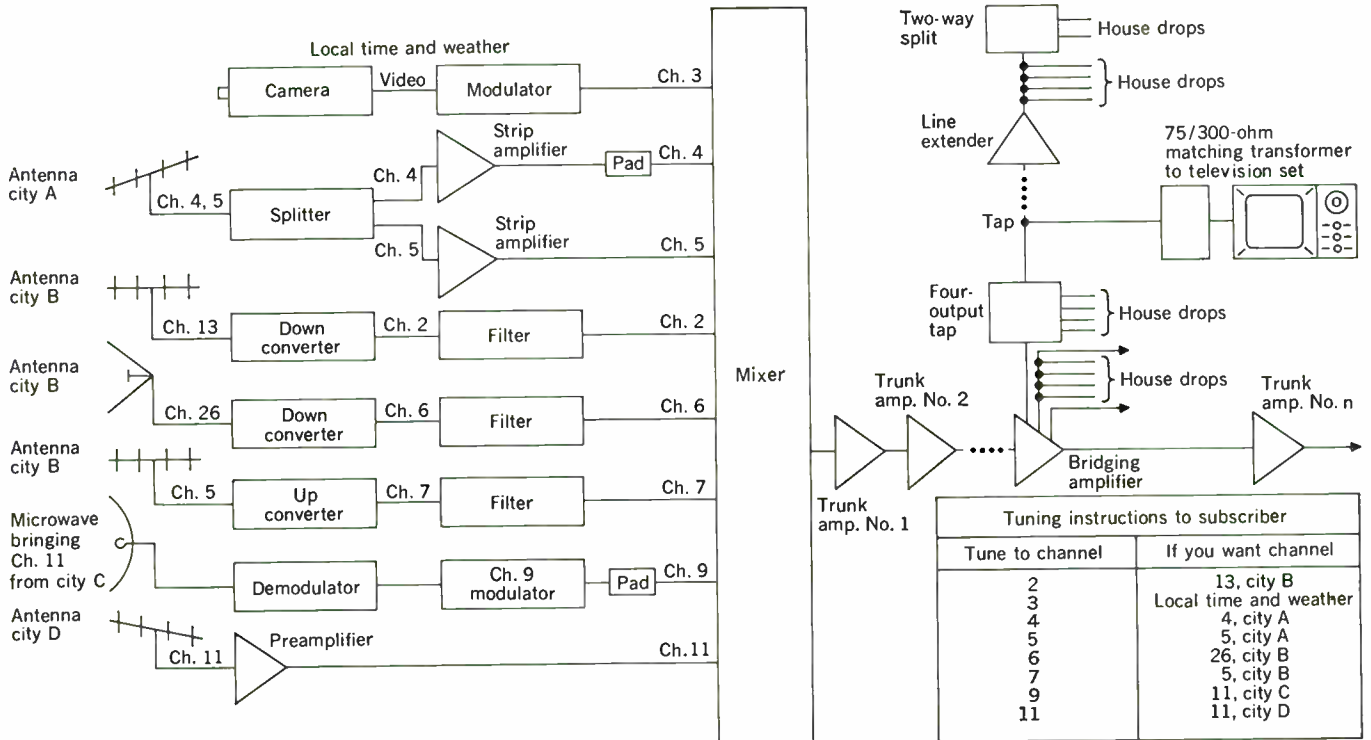 Local time and weather
Camera
Video
Modulator
Ch. 3
Antenna
city A
Ch. 4, 5
Splitter
Ch. 4
Strip
amplifier
Pad
Ch. 4
Ch. 5
Strip
amplifier
Ch. 5
Antenna
city B
Ch. 13
Down
converter
Ch. 2
Filter
Ch. 2
Antenna
city B
Ch. 26
Down
converter
Ch. 6
Filter
Ch. 6
Antenna
city B
Ch. 5
Up
converter
Ch. 7
Filter
Ch. 7
Microwave
bringing
Ch. 11
from city C
Demodulator
Ch. 9
modulator
Pad
Ch. 9
Antenna
city D
Ch. 11
Preamplifier
Ch.11
Mixer
Two-way
split
House drops
House drops
Line
extender
75/300-ohm
matching transformer
to television set
Tap
Four-
output
tap
House drops
House drops
Trunk
amp. No. 1
Trunk
amp. No. 2
Bridging
amplifier
Trunk
amp. No. n
Tuning instructions to subscriber
Tune to channel If you want channel
2 13, city B
3 Local time and weather
4 4, city A
5 5, city A
6 26, city B
7 5, city B
9 11, city C
11 11, city D